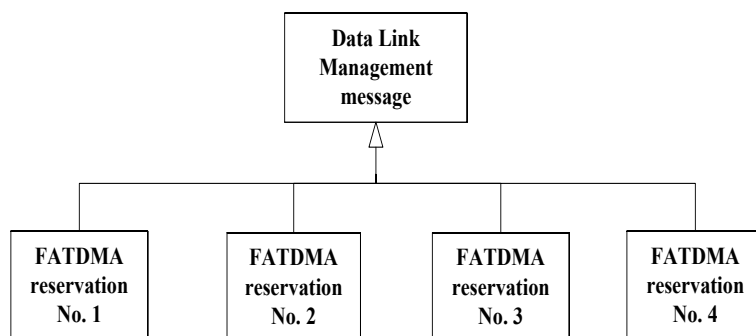 Data Link
Management
message
FATDMA
reservation
No. 1
FATDMA
reservation
No. 2
FATDMA
reservation
No. 3
FATDMA
reservation
No. 4